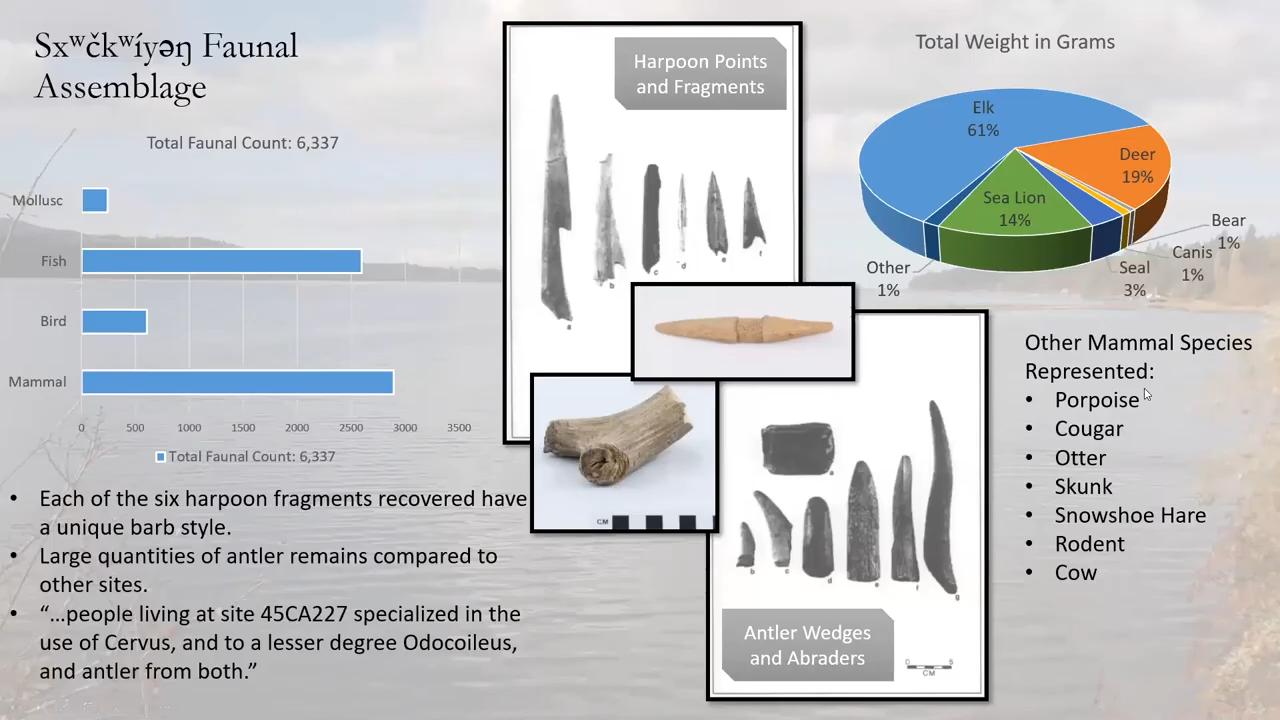 Sxʷčkʷíyəŋ Faunal
Assemblage
Total Faunal Count: 6,337
Mollusc
Fish
Bird
Mammal
0 500 1000 1500 2000 2500 3000 3500
Total Faunal Count: 6,337
• Each of the six harpoon fragments recovered have
a unique barb style.
• Large quantities of antler remains compared to
other sites.
• “…people living at site 45CA227 specialized in the
use of Cervus, and to a lesser degree Odocoileus,
and antler from both.”
Harpoon Points
and Fragments
a
b
c
d
e
f
CM
a
b
c
d
e
f
g
Antler Wedges
and Abraders
0 5
CM
Total Weight in Grams
Elk
61%
Deer
19%
Sea Lion
14%
Bear
1%
Canis
1%
Seal
3%
Other
1%
Other Mammal Species
Represented:
• Porpoise
• Cougar
• Otter
• Skunk
• Snowshoe Hare
• Rodent
• Cow